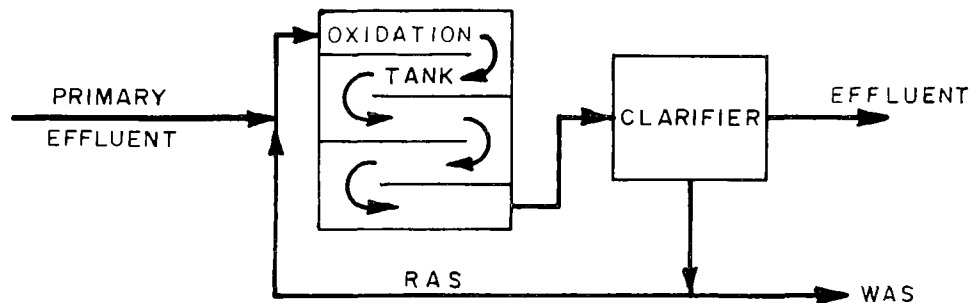 OXIDATION
TANK
PRIMARY
EFFLUENT
CLARIFIER
EFFLUENT
RAS
WAS